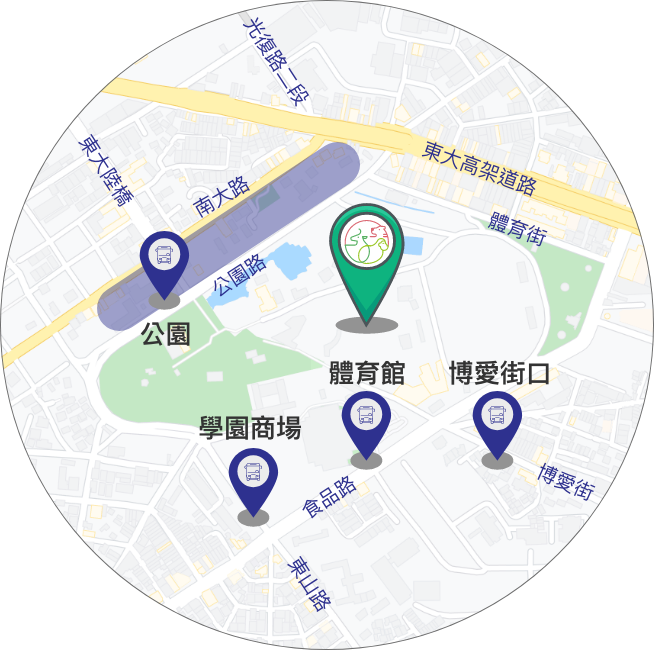 光復路二段
東大陸橋
南大路
東大高架道路
體育街
公園路
公園
體育館
博愛街口
學園商場
食品路
博愛街
東山路